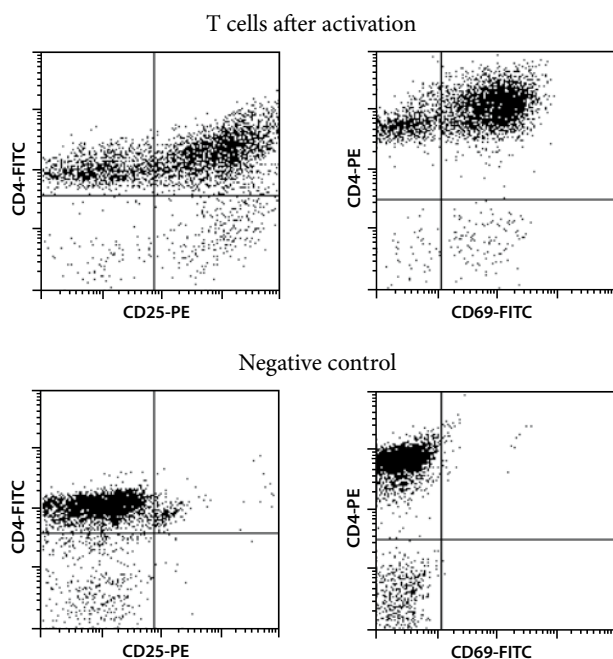 T cells after activation
CD4-FITC
CD25-PE
CD4-PE
CD69-FITC
Negative control
CD4-FITC
CD25-PE
CD4-PE
CD69-FITC